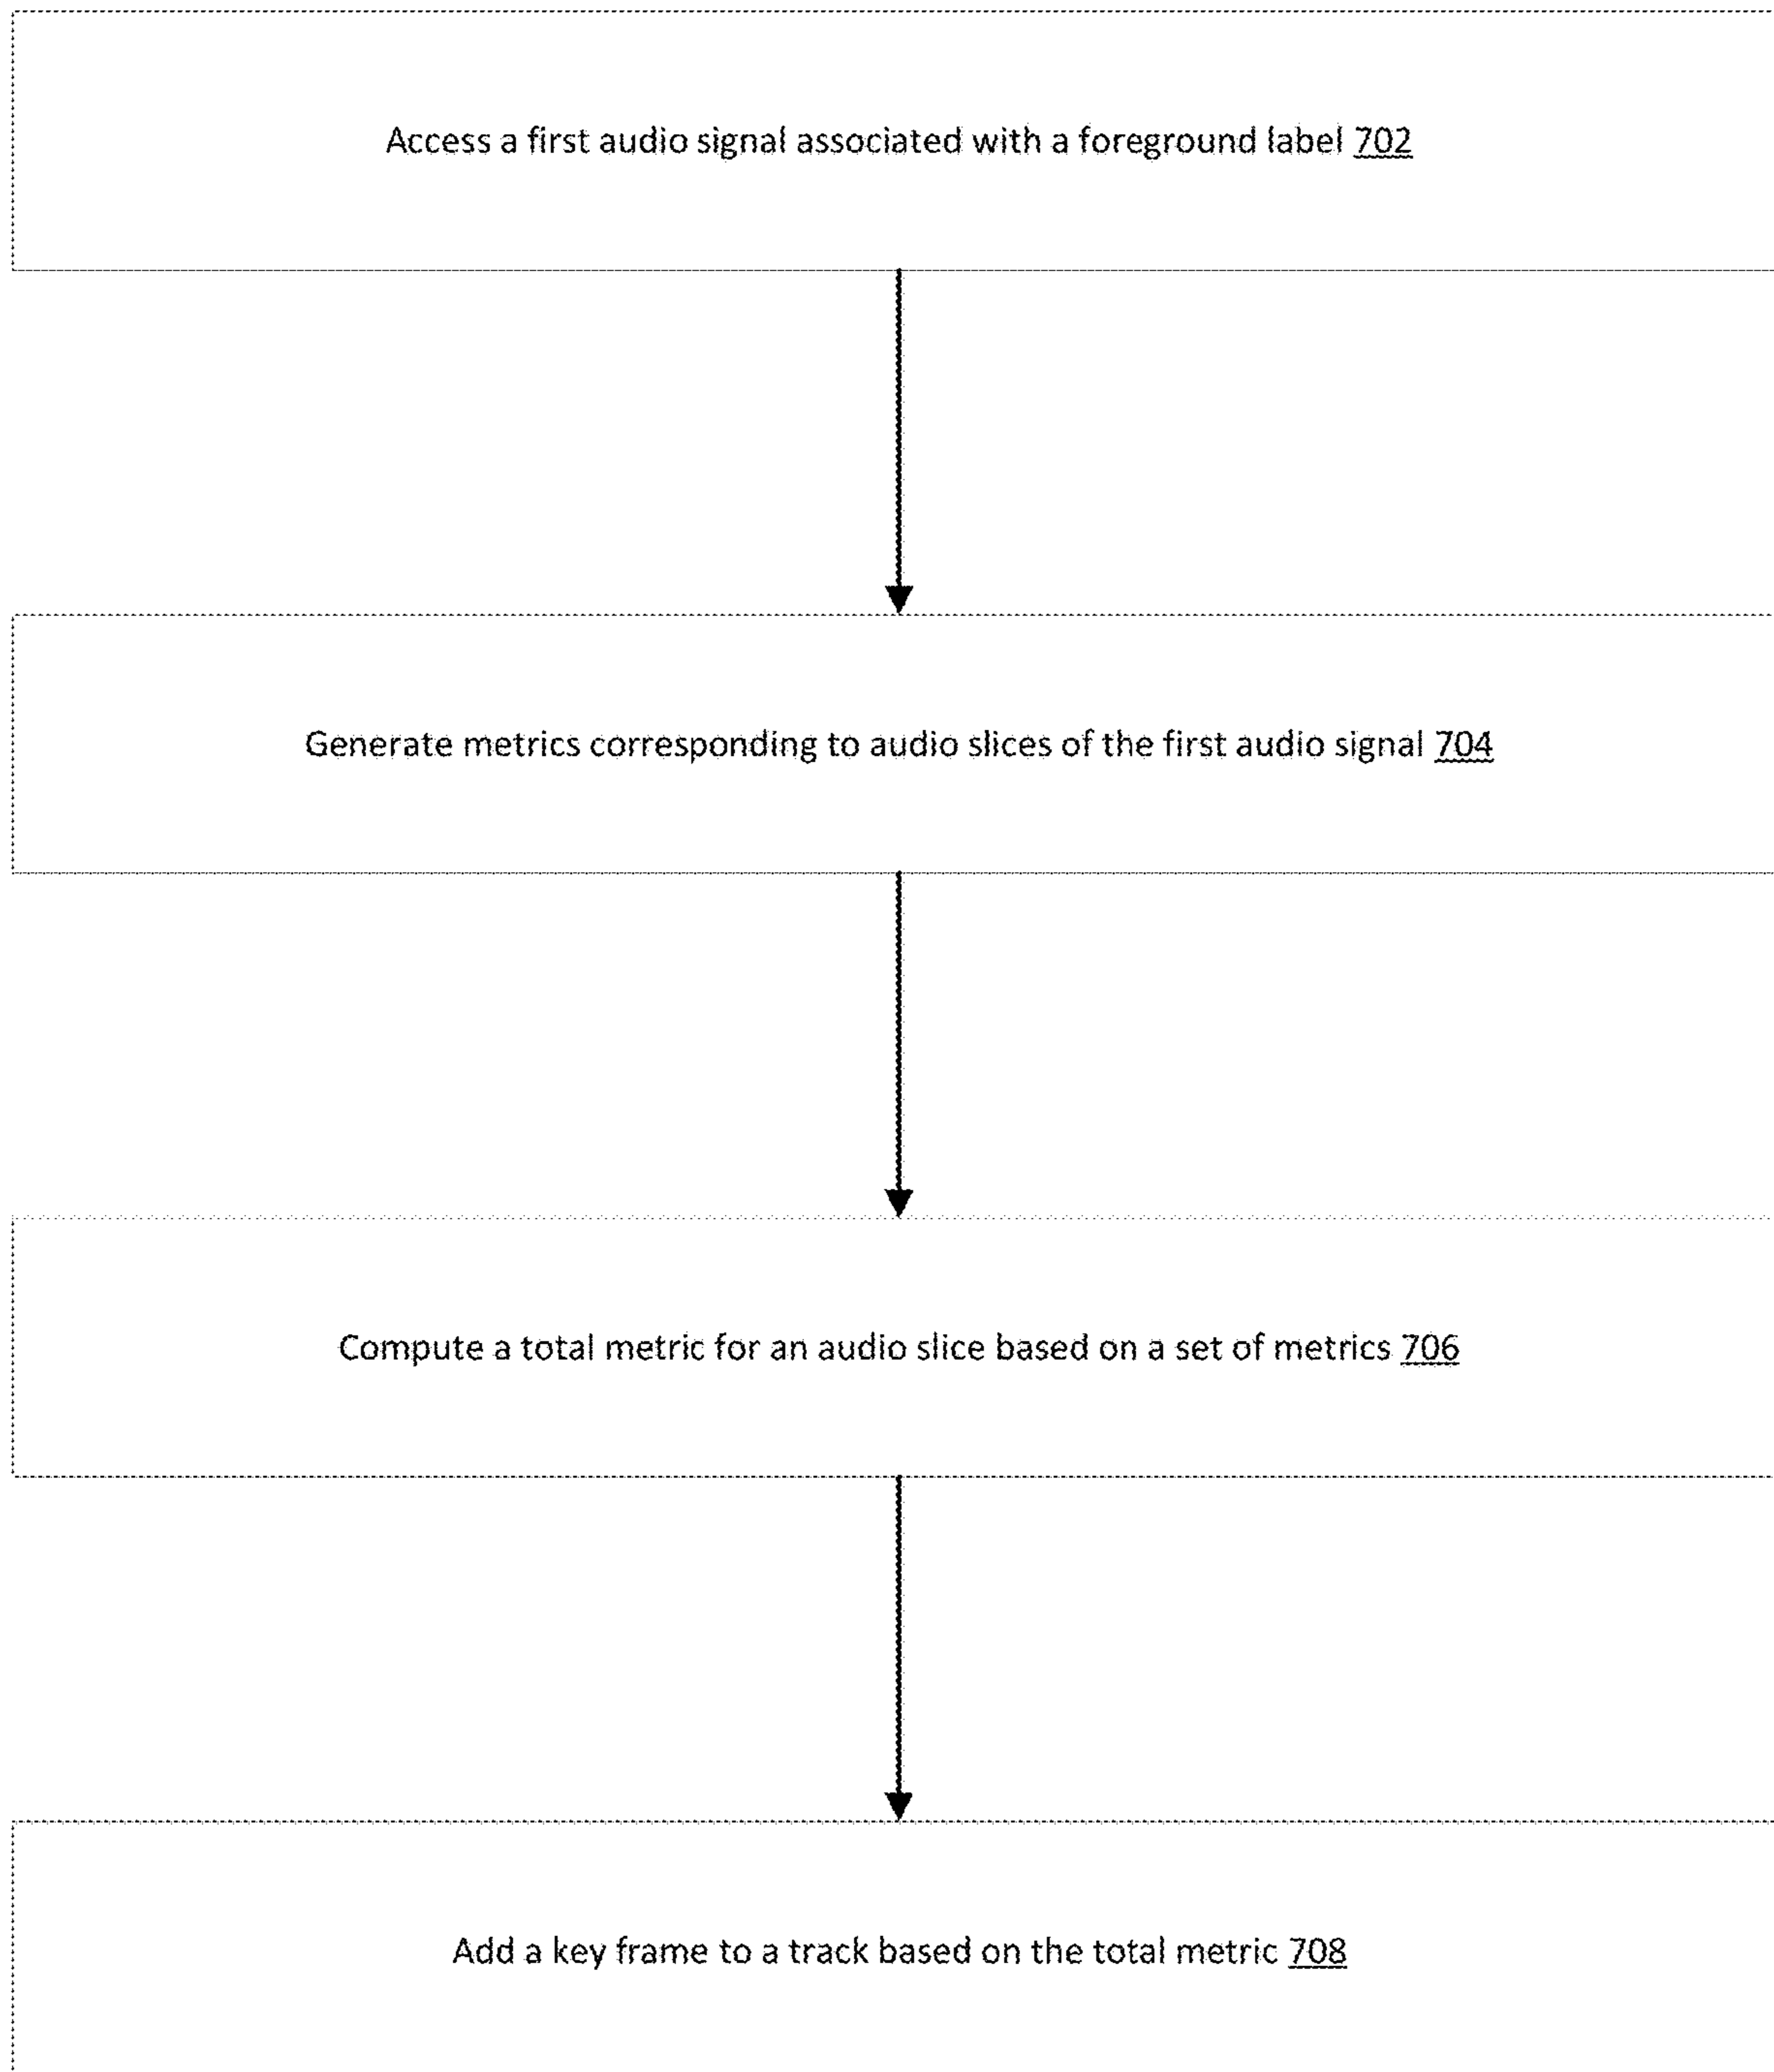 Access a first audio signal associated with a foreground label 702
Generate metrics corresponding to audio slices of the first audio signal 704
Compute a total metric for an audio slice based on a set of metrics 706
Add a key frame to a track based on the total metric 708